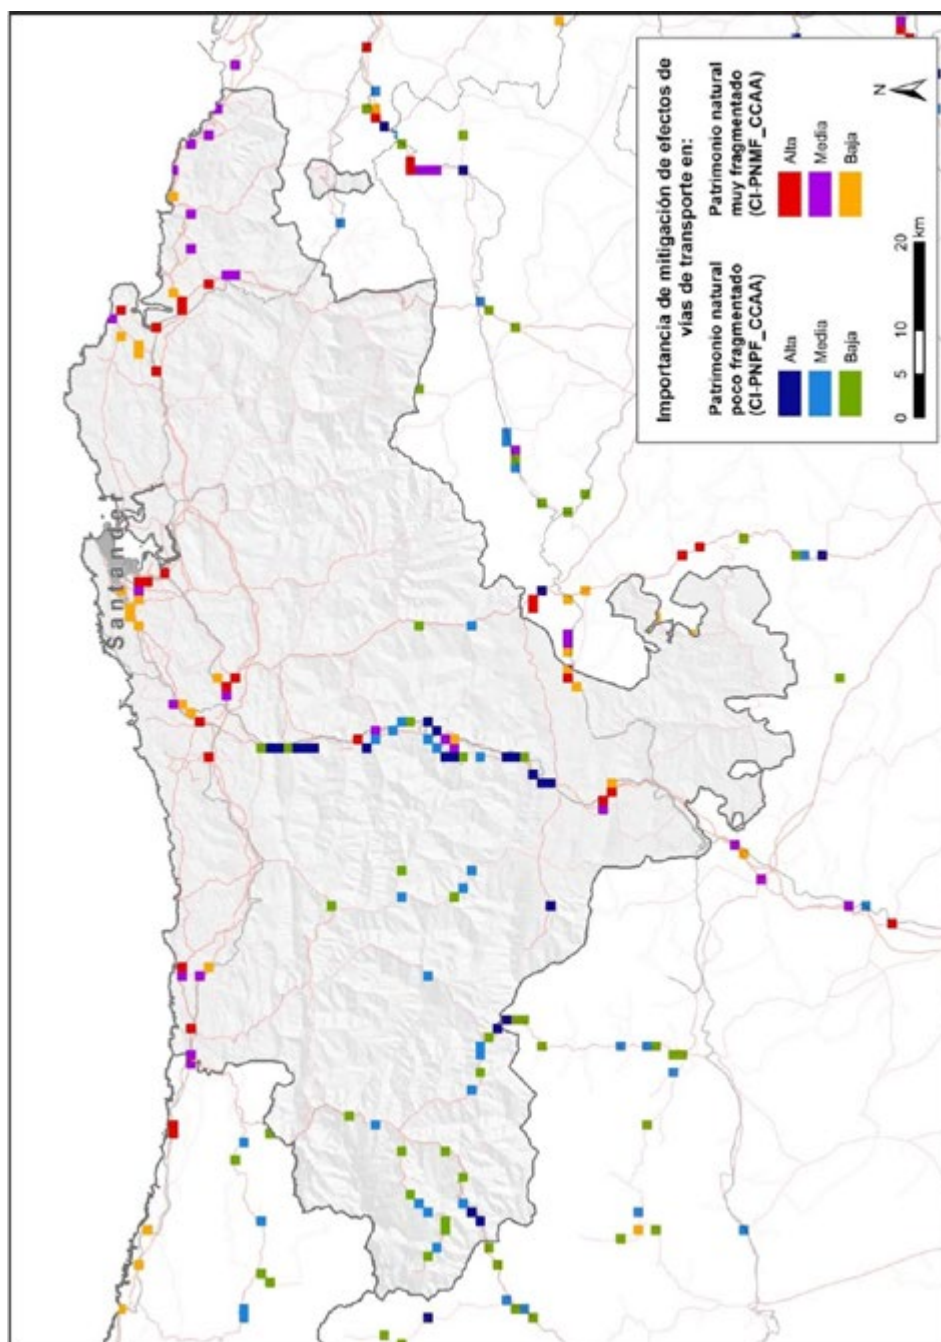 Santander
Importancia de mitigación de efectos de
vías de transporte en:
Patrimonio natural
poco fragmentado
(CI-PNPF_CCAA)
Alta
Media
Baja
Patrimonio natural
muy fragmentado
(CI-PNMF_CCAA)
Alta
Media
Baja
0 5 10 20
km
N